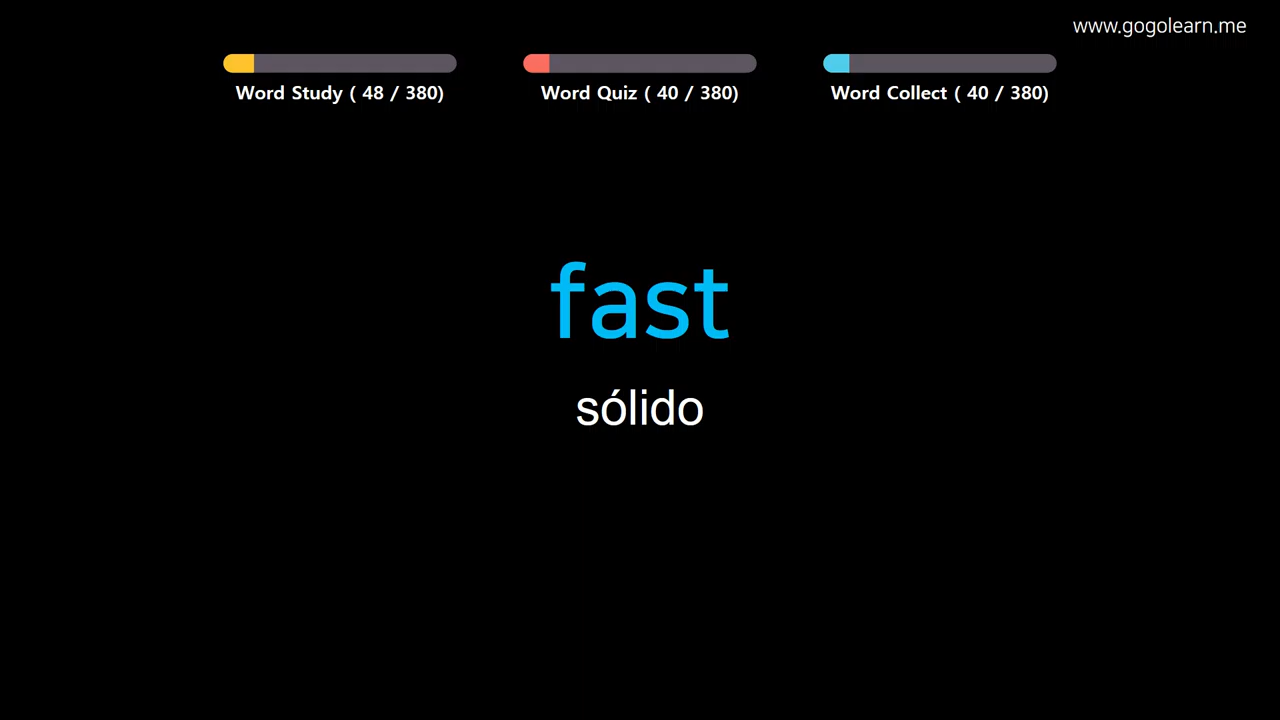 www.gogolearn.me
Word Study ( 48 / 380)
Word Quiz ( 40 / 380)
Word Collect ( 40 / 380)
fast
sólido